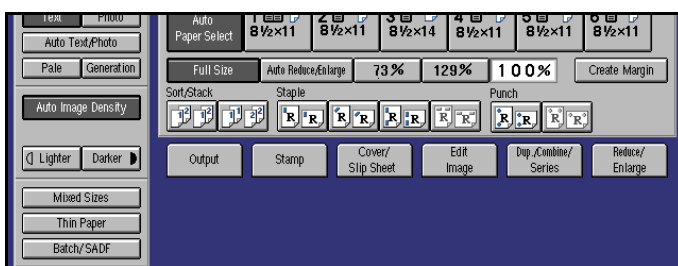 Text Photo
Auto Text/Photo
Pale Generation
Auto Image Density
Lighter Darker
Mixed Sizes
Thin Paper
Batch/SADF
Auto Paper Select
1 8½×11
2 8½×11
3 8½×14
4 8½×11
5 8½×11
6 8½×11
Full Size Auto Reduce/Enlarge 73% 129% 100% Create Margin
Sort/Stack Staple Punch
Output Stamp Cover/ Slip Sheet Edit Image Dup./Combine/ Series Reduce/ Enlarge